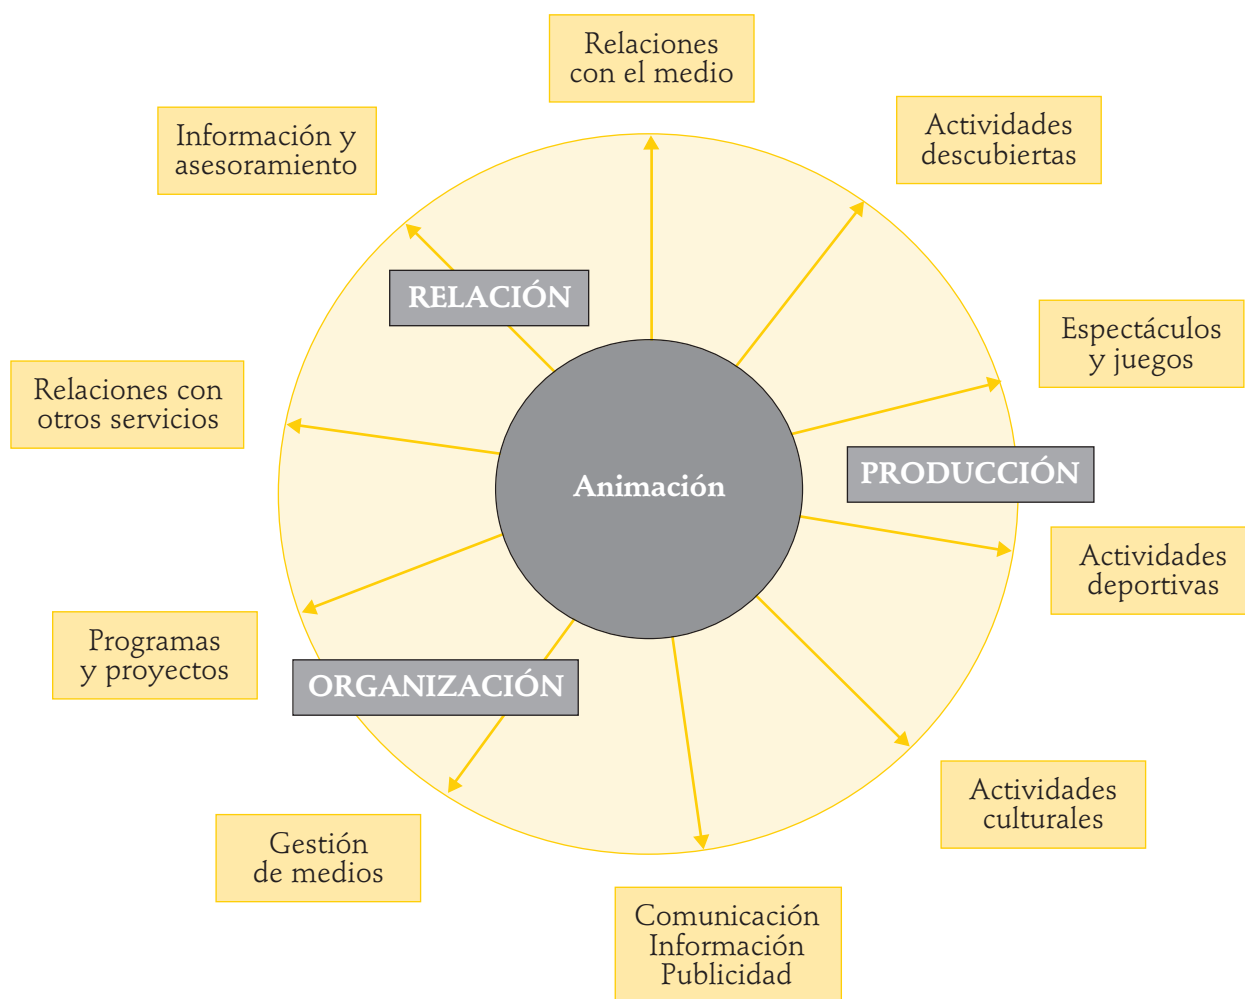 Relaciones
con el medio
Actividades
descubiertas
Información y
asesoramiento
RELACIÓN
Espectáculos
y juegos
Relaciones con
otros servicios
Animación
PRODUCCIÓN
Actividades
deportivas
Programas
y proyectos
ORGANIZACIÓN
Actividades
culturales
Gestión
de medios
Comunicación
Información
Publicidad